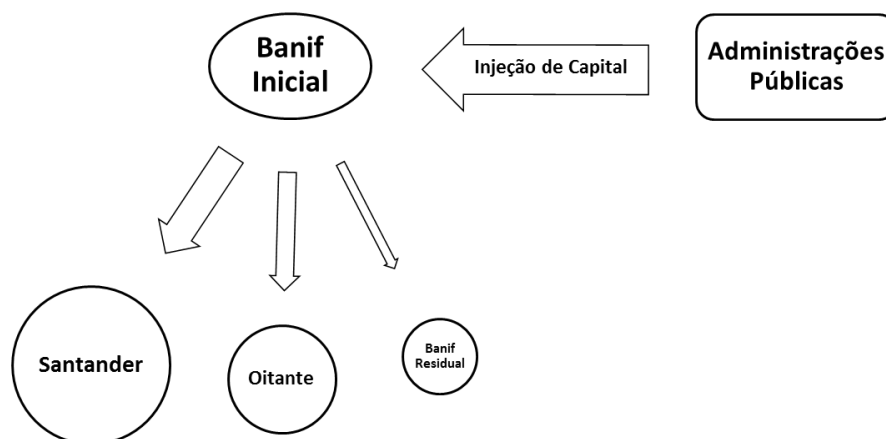 Banif
Inicial
Injeção de Capital
Administrações
Públicas
Santander
Oitante
Banif
Residual